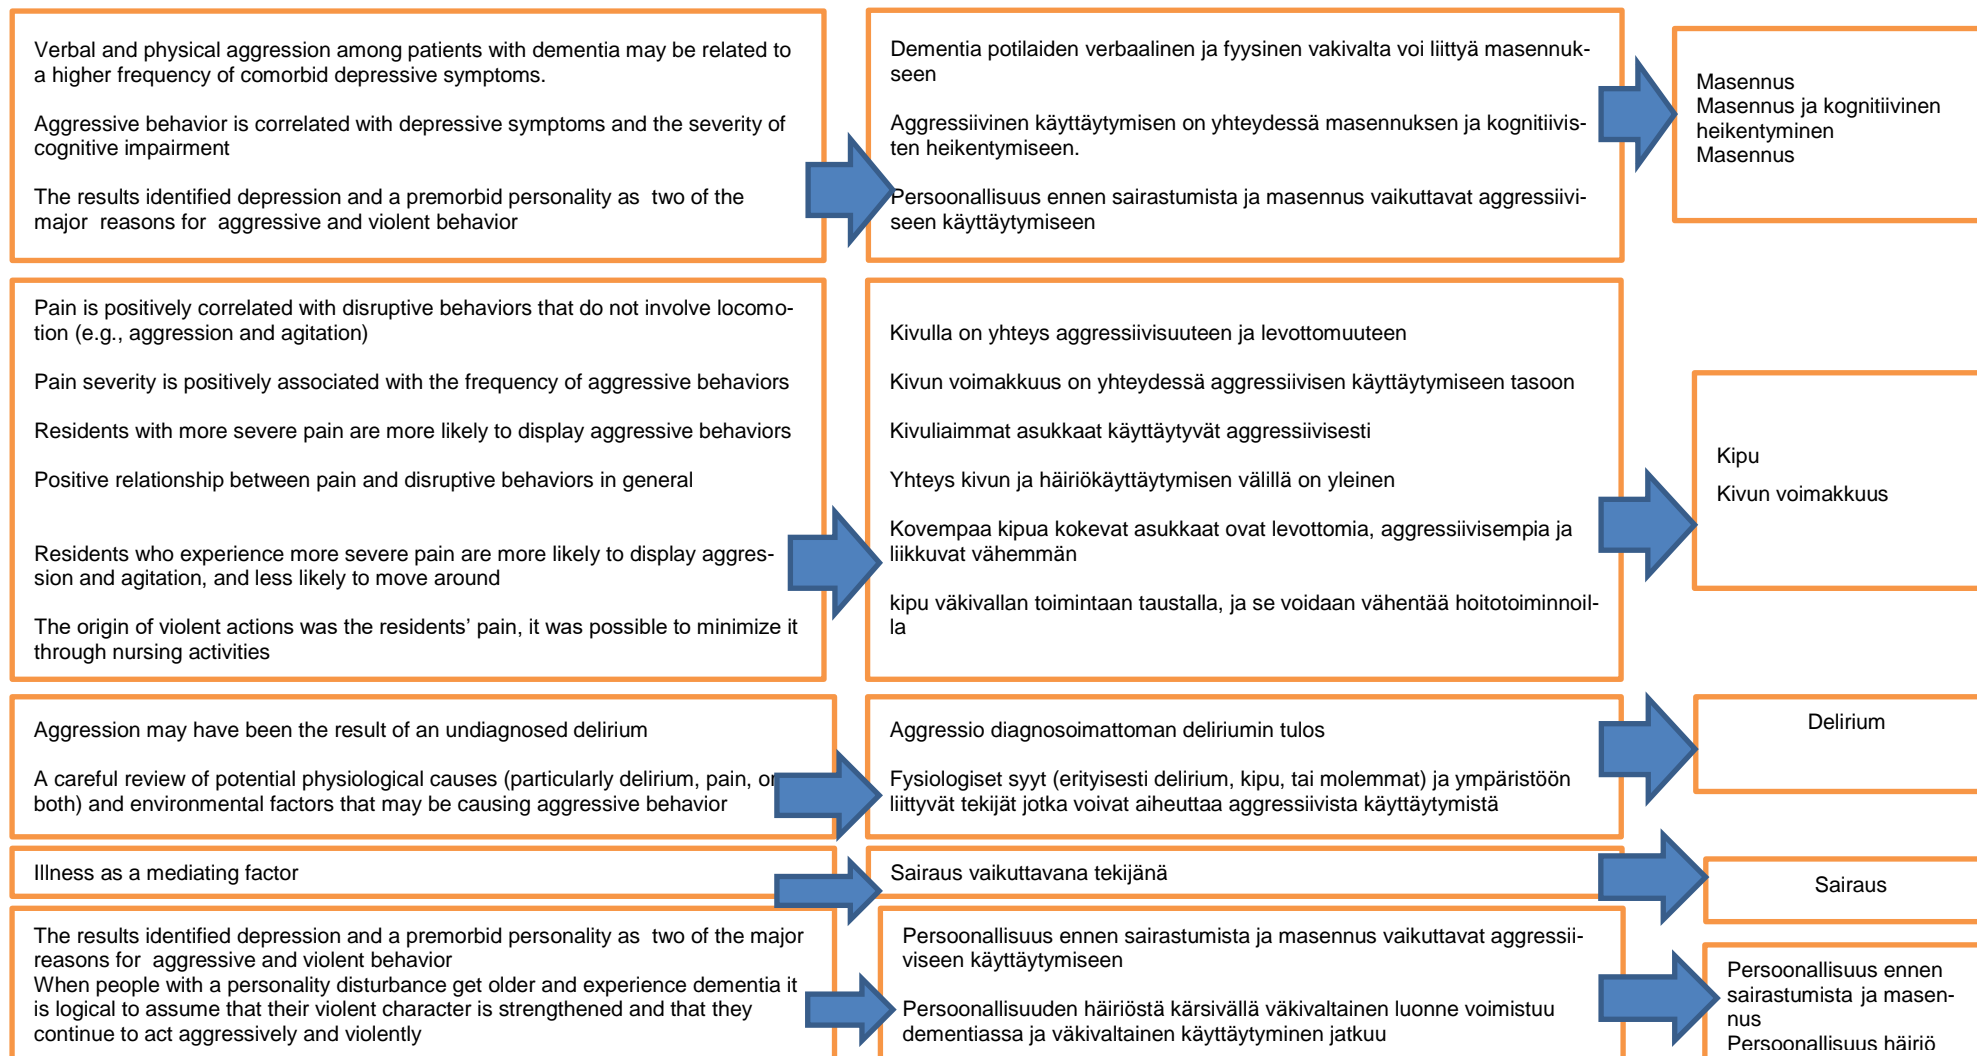 Verbal and physical aggression among patients with dementia may be related to
a higher frequency of comorbid depressive symptoms.
Aggressive behavior is correlated with depressive symptoms and the severity of
cognitive impairment
The results identified depression and a premorbid personality as two of the
major reasons for aggressive and violent behavior
Dementia potilaiden verbaalinen ja fyysinen vakivalta voi liittyä masennuk-
seen
Aggressiivinen käyttäytymisen on yhteydessä masennuksen ja kognitiivis-
ten heikentymiseen.
Persoonallisuus ennen sairastumista ja masennus vaikuttavat aggressiivi-
seen käyttäytymiseen
Masennus
Masennus ja kognitiivinen
heikentyminen
Masennus
Pain is positively correlated with disruptive behaviors that do not involve locomo-
tion (e.g., aggression and agitation)
Pain severity is positively associated with the frequency of aggressive behaviors
Residents with more severe pain are more likely to display aggressive behaviors
Positive relationship between pain and disruptive behaviors in general
Residents who experience more severe pain are more likely to display aggres-
sion and agitation, and less likely to move around
The origin of violent actions was the residents’ pain, it was possible to minimize it
through nursing activities
Kivulla on yhteys aggressiivisuuteen ja levottomuuteen
Kivun voimakkuus on yhteydessä aggressiivisen käyttäytymiseen tasoon
Kivuliaimmat asukkaat käyttäytyvät aggressiivisesti
Yhteys kivun ja häiriökäyttäytymisen välillä on yleinen
Kovempaa kipua kokevat asukkaat ovat levottomia, aggressiivisempia ja
liikkuvat vähemmän
kipu väkivallan toimintaan taustalla, ja se voidaan vähentää hoitotoiminnoil-
la
Kipu
Kivun voimakkuus
Aggression may have been the result of an undiagnosed delirium
A careful review of potential physiological causes (particularly delirium, pain, or
both) and environmental factors that may be causing aggressive behavior
Aggressio diagnosoimattoman deliriumin tulos
Fysiologiset syyt (erityisesti delirium, kipu, tai molemmat) ja ympäristöön
liittyvät tekijät jotka voivat aiheuttaa aggressiivista käyttäytymistä
Delirium
Illness as a mediating factor
Sairaus vaikuttavana tekijänä
Sairaus
The results identified depression and a premorbid personality as two of the major
reasons for aggressive and violent behavior
When people with a personality disturbance get older and experience dementia it
is logical to assume that their violent character is strengthened and that they
continue to act aggressively and violently
Persoonallisuus ennen sairastumista ja masennus vaikuttavat aggressii-
viseen käyttäytymiseen
Persoonallisuuden häiriöstä kärsivällä väkivaltainen luonne voimistuu
dementiassa ja väkivaltainen käyttäytyminen jatkuu
Persoonallisuus ennen
sairastumista ja masen-
nus
Persoonallisuus häiriö